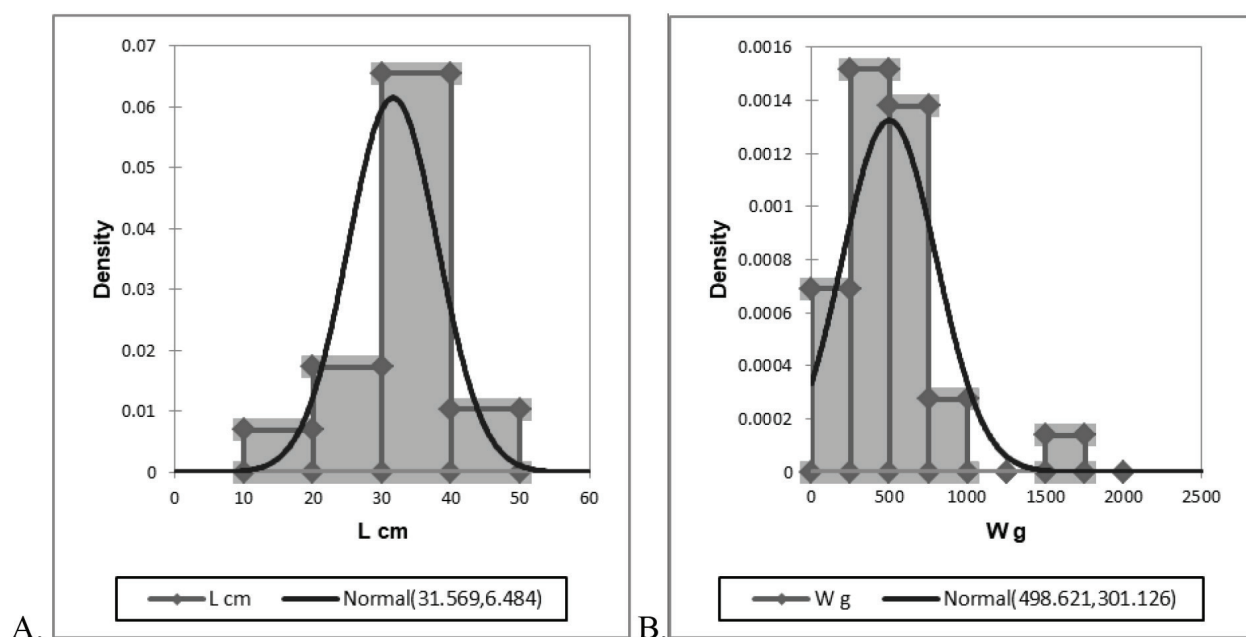 0.07
0.06
0.05
0.04
0.03
0.02
0.01
0
Density
0 10 20 30 40 50 60
L cm
L cm Normal(31.569,6.484)
A.
0.0016
0.0014
0.0012
0.001
0.0008
0.0006
0.0004
0.0002
0
Density
0 500 1000 1500 2000 2500
W g
W g Normal(498.621,301.126)
B.